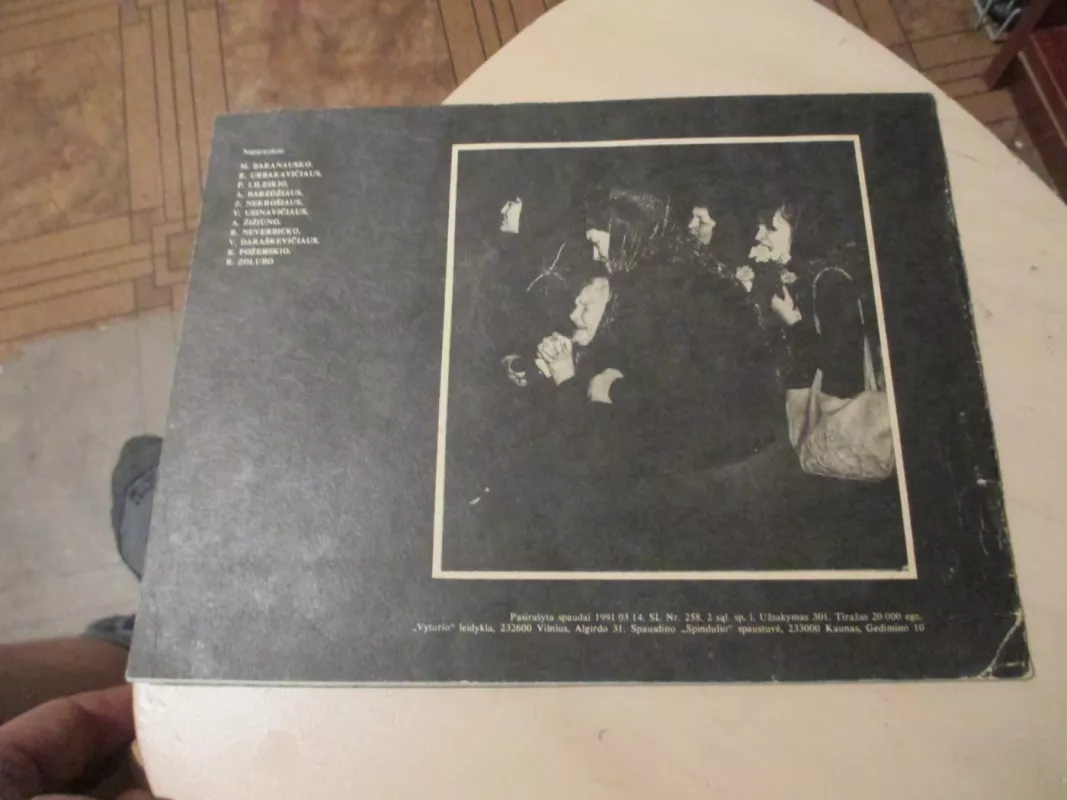 Nuotraukos
M. BARANAUSKO,
R. URBAKAVIČIAUS,
P. LILEIKIO,
A. BARZDŽIAUS,
Z. NEKROŠIAUS,
V. USINAVIČIAUS,
A. ŽIŽIŪNO,
R. NEVERBICKO,
V. DARAŠKEVIČIAUS,
R. POŽERSKIO,
B. ZOLUBO
Pasirašyta spaudai 1991 03 14. SL Nr. 258. 2 sąl. sp. l. Užsakymas 301. Tiražas 20 000 egz.
„Vyturio" leidykla, 232600 Vilnius, Algirdo 31. Spausdino „Spindulio" spaustuvė, 233000 Kaunas, Gedimino 10